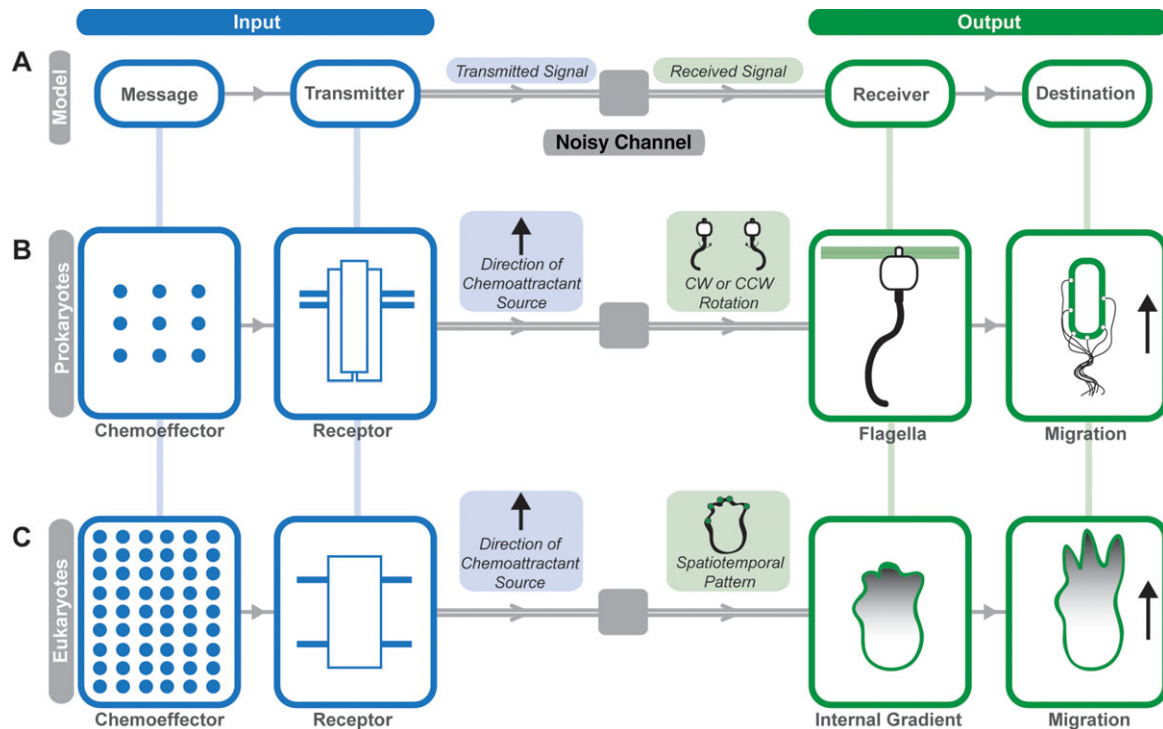 Input
Output
A
Model
Message
Transmitter
Transmitted Signal
Received Signal
Receiver
Destination
Noisy Channel
B
Prokaryotes
Direction of
Chemoattractant
Source
CW or CCW
Rotation
Chemoeffector
Receptor
Flagella
Migration
C
Eukaryotes
Direction of
Chemoattractant
Source
Spatiotemporal
Pattern
Chemoeffector
Receptor
Internal Gradient
Migration